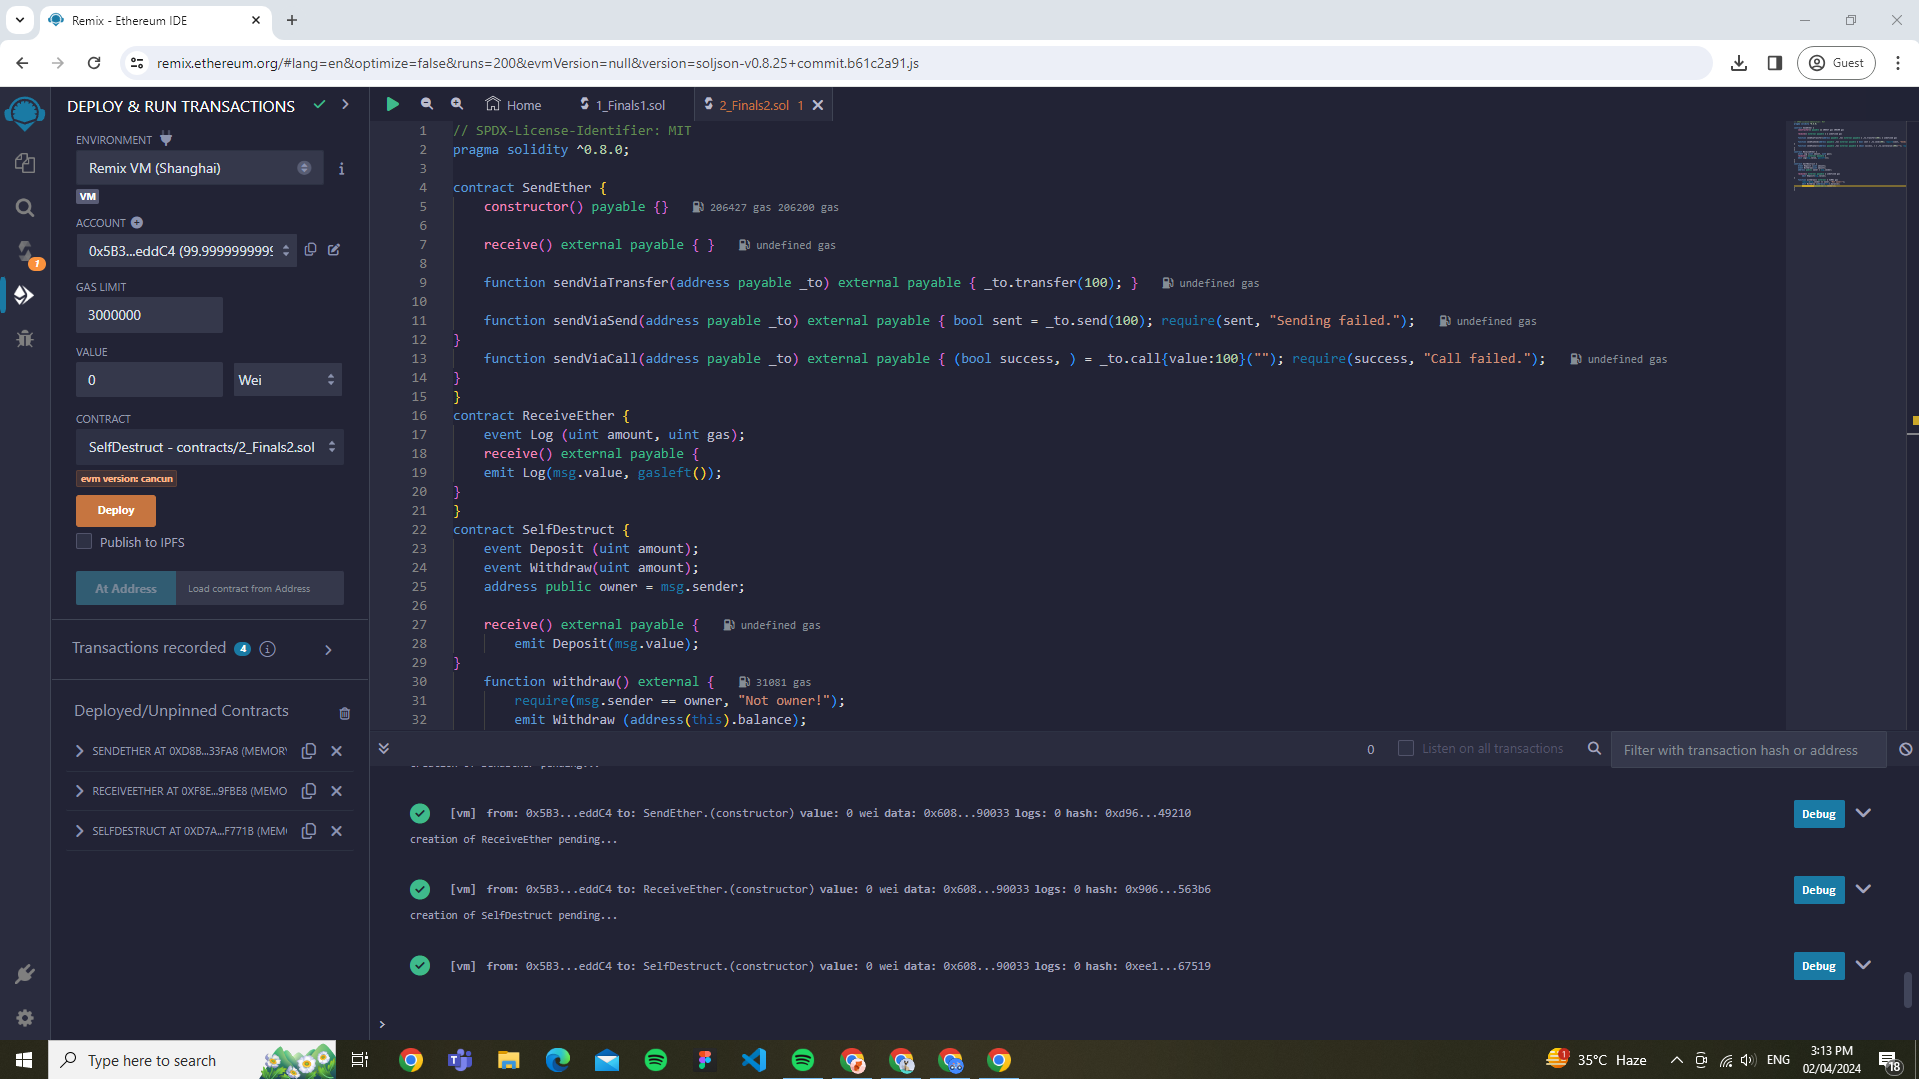 Remix - Ethereum IDE
remix.ethereum.org/#lang=en&optimize=false&runs=200&evmVersion=null&version=soljson-v0.8.25+commit.b61c2a91.js
Guest
DEPLOY & RUN TRANSACTIONS
ENVIRONMENT
Remix VM (Shanghai)
VM
ACCOUNT
0x5B3...eddC4 (99.9999999999
1
GAS LIMIT
3000000
VALUE
0
Wei
CONTRACT
SelfDestruct - contracts/2_Finals2.sol
evm version: cancun
Deploy
Publish to IPFS
At Address
Load contract from Address
Transactions recorded 4 i
Deployed/Unpinned Contracts
SENDETHER AT 0XD8B...33FA8 (MEMORY
RECEIVEETHER AT 0XF8E...9FBE8 (MEMO
SELFDESTRUCT AT 0XD7A...F771B (MEM
Home
1_Finals1.sol
2_Finals2.sol 1
1 // SPDX-License-Identifier: MIT
2 pragma solidity ^0.8.0;
3
4 contract SendEther {
5 constructor() payable {} 206427 gas 206200 gas
6
7 receive() external payable { } undefined gas
8
9 function sendViaTransfer(address payable _to) external payable { _to.transfer(100); } undefined gas
10
11 function sendViaSend(address payable _to) external payable { bool sent = _to.send(100); require(sent, "Sending failed."); undefined gas
12 }
13 function sendViaCall(address payable _to) external payable { (bool success, ) = _to.call{value:100}(""); require(success, "Call failed."); undefined gas
14 }
15 }
16 contract ReceiveEther {
17 event Log (uint amount, uint gas);
18 receive() external payable {
19 emit Log(msg.value, gasleft());
20 }
21 }
22 contract SelfDestruct {
23 event Deposit (uint amount);
24 event Withdraw(uint amount);
25 address public owner = msg.sender;
26
27 receive() external payable { undefined gas
28 emit Deposit(msg.value);
29 }
30 function withdraw() external { 31081 gas
31 require(msg.sender == owner, "Not owner!");
32 emit Withdraw (address(this).balance);
0
Listen on all transactions
Filter with transaction hash or address
creation of SendEther pending...
[vm] from: 0x5B3...eddC4 to: SendEther.(constructor) value: 0 wei data: 0x608...90033 logs: 0 hash: 0xd96...49210
Debug
creation of ReceiveEther pending...
[vm] from: 0x5B3...eddC4 to: ReceiveEther.(constructor) value: 0 wei data: 0x608...90033 logs: 0 hash: 0x906...563b6
Debug
creation of SelfDestruct pending...
[vm] from: 0x5B3...eddC4 to: SelfDestruct.(constructor) value: 0 wei data: 0x608...90033 logs: 0 hash: 0xee1...67519
Debug
>
Type here to search
1
35°C Haze
ENG
3:13 PM
02/04/2024
18